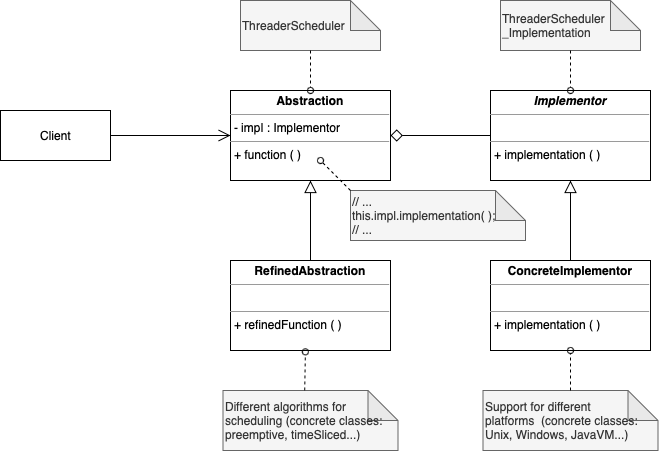 ThreaderScheduler
ThreaderScheduler
_Implementation
Client
Abstraction
- impl : Implementor
+ function ( )
Implementor
+ implementation ( )
// ...
this.impl.implementation( );
// ...
RefinedAbstraction
+ refinedFunction ( )
ConcreteImplementor
+ implementation ( )
Different algorithms for
scheduling (concrete classes:
preemptive, timeSliced...)
Support for different
platforms  (concrete classes:
Unix, Windows, JavaVM...)